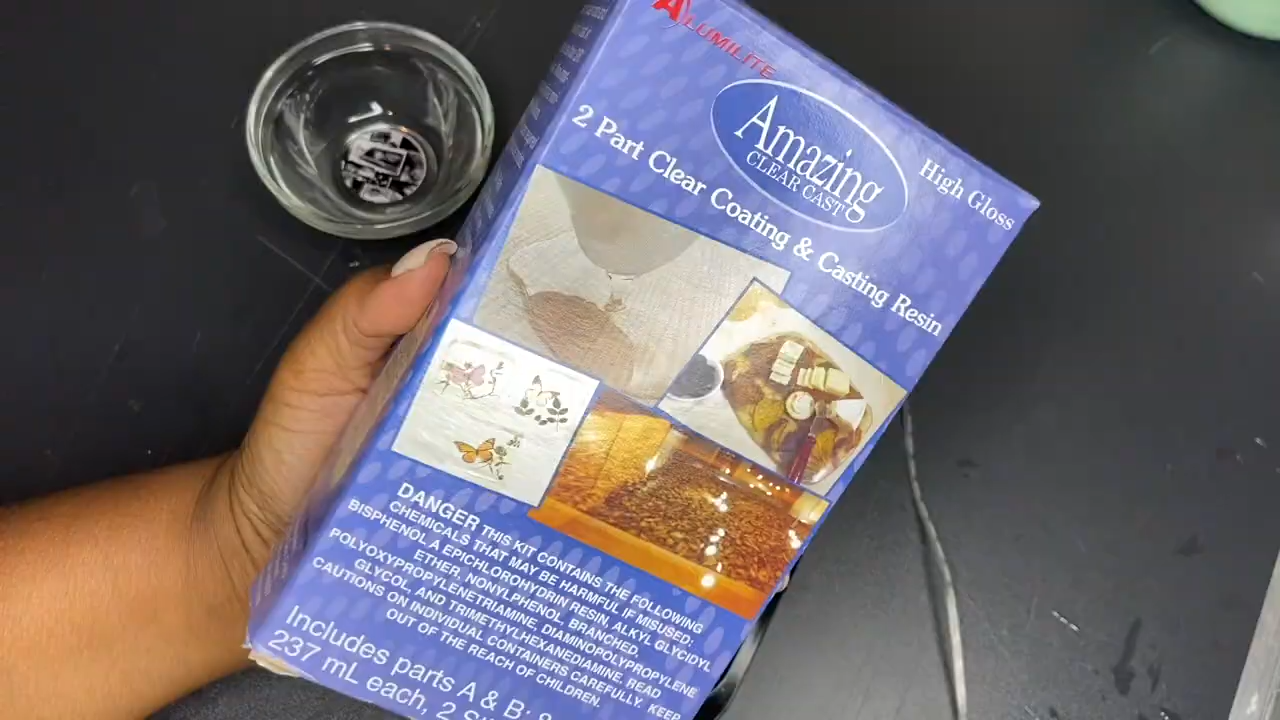 ALUMILITE
Amazing
CLEAR CAST
High Gloss
2 Part Clear Coating & Casting Resin
DANGER THIS KIT CONTAINS THE FOLLOWING
CHEMICALS THAT MAY BE HARMFUL IF MISUSED,
BISPHENOL A EPICHLOROHYDRIN RESIN, ALKYL GLYCIDYL
ETHER, NONYLPHENOL, BRANCHED,
POLYOXYPROPYLENETRIAMINE, DIAMINOPOLYPROPYLENE
GLYCOL, AND TRIMETHYLHEXANEDIAMINE. READ
CAUTIONS ON INDIVIDUAL CONTAINERS CAREFULLY. KEEP
OUT OF THE REACH OF CHILDREN.
Includes parts A & B:
237 mL each, 2